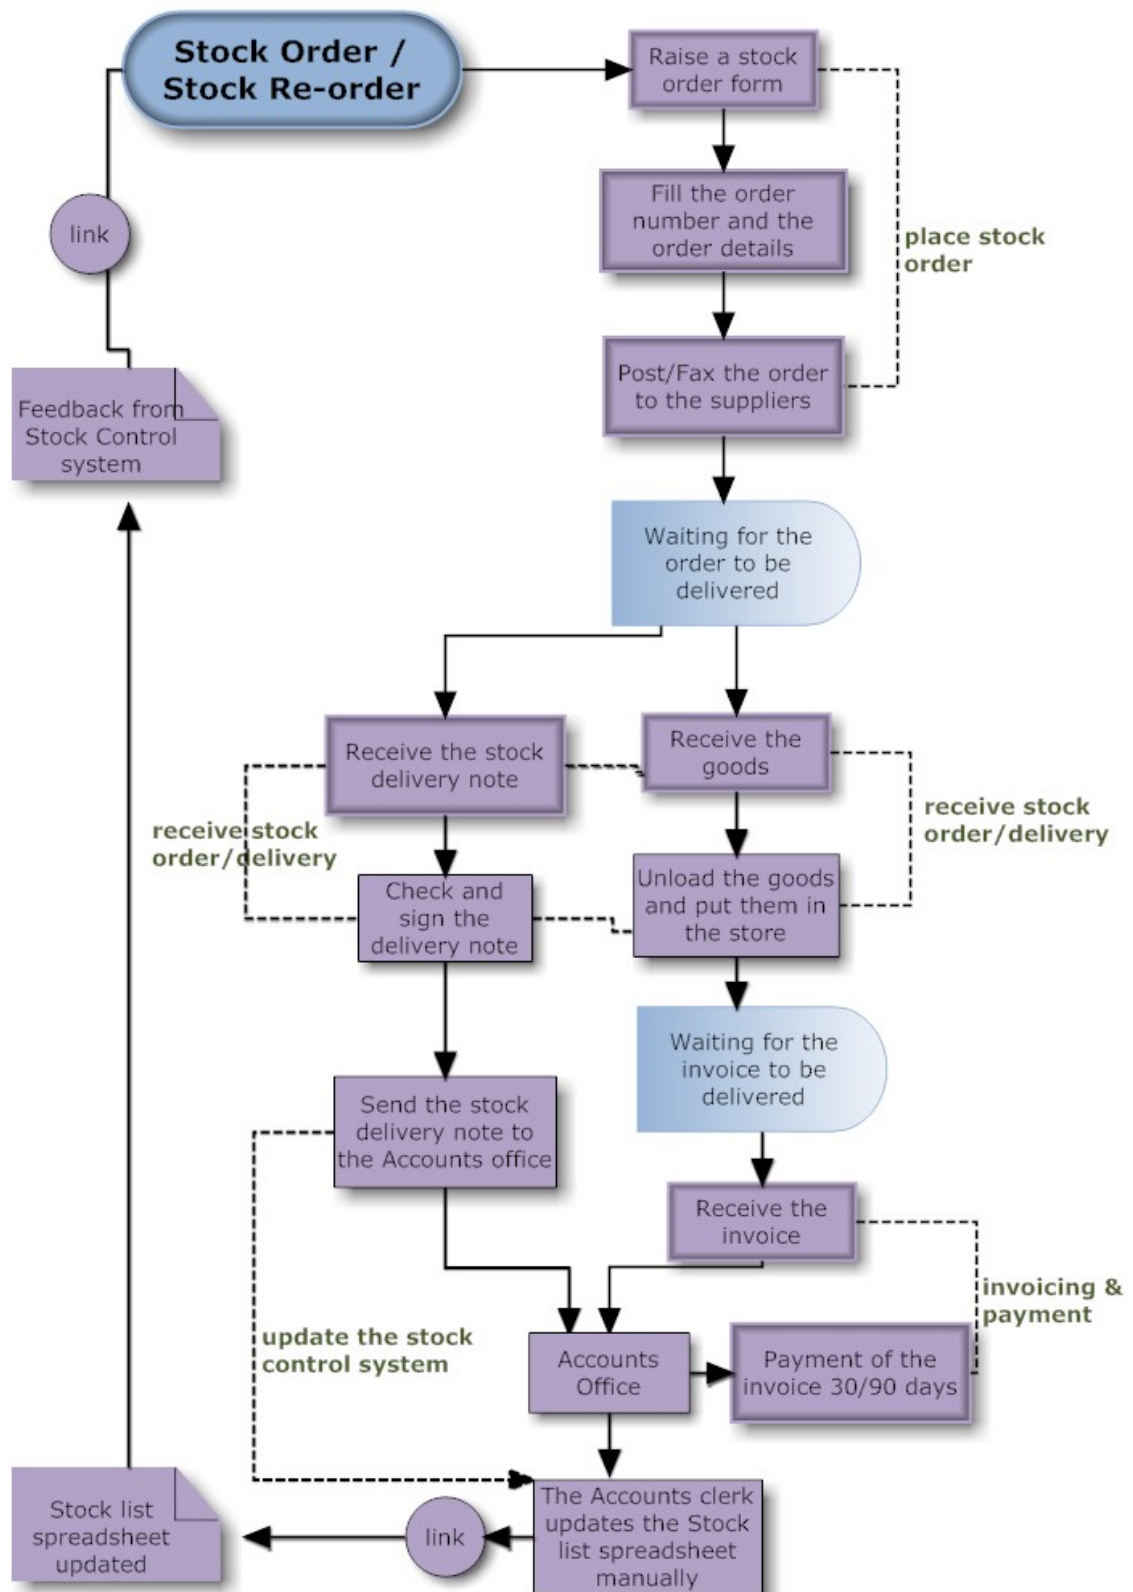 Stock Order /
Stock Re-order
Raise a stock
order form
link
Fill the order
number and the
order details
place stock
order
Post/Fax the order
to the suppliers
Feedback from
Stock Control
system
Waiting for the
order to be
delivered
Receive the stock
delivery note
Receive the
goods
receive stock
order/delivery
receive stock
order/delivery
Check and
sign the
delivery note
Unload the goods
and put them in
the store
Waiting for the
invoice to be
delivered
Send the stock
delivery note to
the Accounts office
Receive the
invoice
invoicing &
payment
update the stock
control system
Accounts
Office
Payment of the
invoice 30/90 days
Stock list
spreadsheet
updated
link
The Accounts clerk
updates the Stock
list spreadsheet
manually